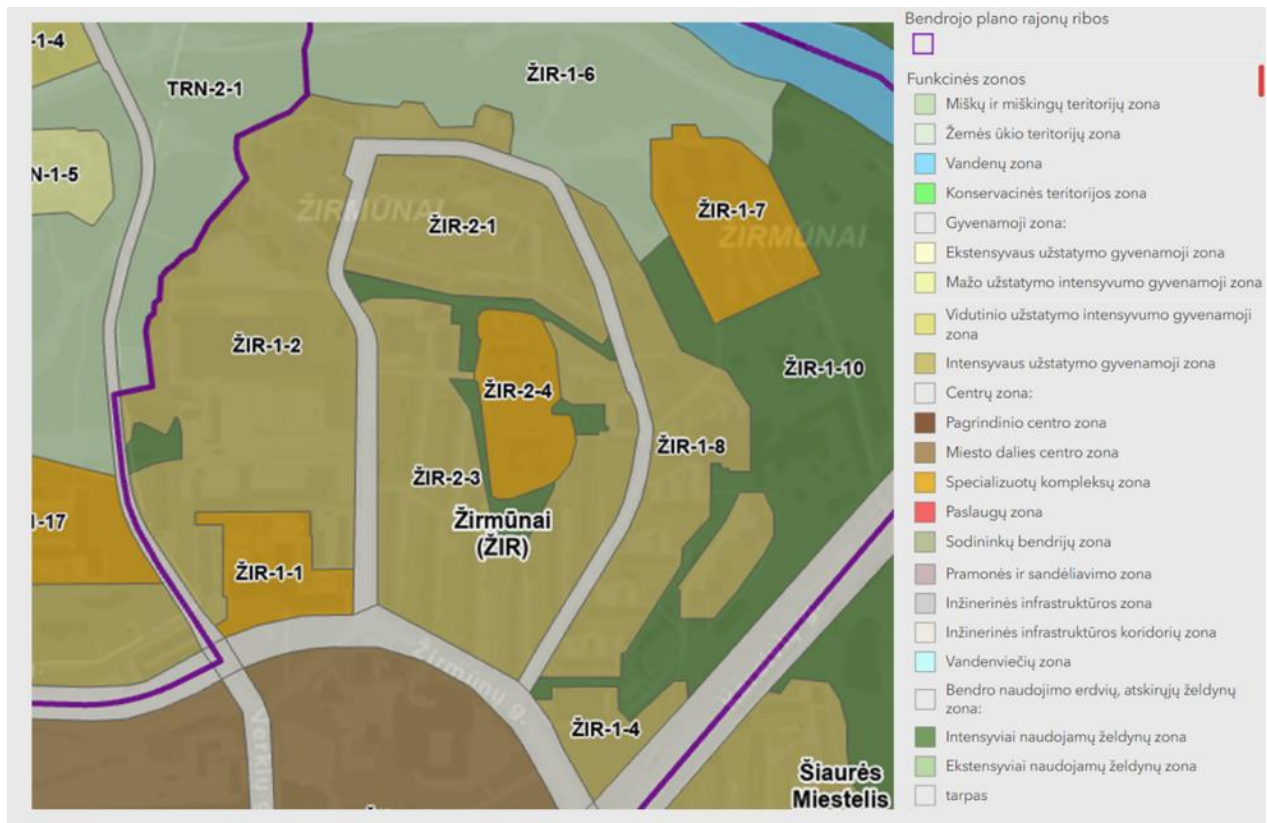 -1-4
TRN-2-1
ŽIR-1-6
N-1-5
ŽIRMŪNAI
ŽIR-2-1
ŽIR-1-7
ŽIRMŪNAI
ŽIR-1-2
ŽIR-1-10
ŽIR-2-4
ŽIR-1-8
ŽIR-2-3
Žirmūnai
(ŽIR)
1-17
ŽIR-1-1
Žirmūnų g.
Verkių g.
ŽIR-1-4
Šiaurės
Miestelis
Bendrojo plano rajonų ribos
Funkcinės zonos
Miškų ir miškingų teritorijų zona
Žemės ūkio teritorijų zona
Vandenų zona
Konservacinės teritorijos zona
Gyvenamoji zona:
Ekstensyvaus užstatymo gyvenamoji zona
Mažo užstatymo intensyvumo gyvenamoji zona
Vidutinio užstatymo intensyvumo gyvenamoji
zona
Intensyvaus užstatymo gyvenamoji zona
Centrų zona:
Pagrindinio centro zona
Miesto dalies centro zona
Specializuotų kompleksų zona
Paslaugų zona
Sodininkų bendrijų zona
Pramonės ir sandėliavimo zona
Inžinerinės infrastruktūros zona
Inžinerinės infrastruktūros koridorių zona
Vandenviečių zona
Bendro naudojimo erdvių, atskirųjų želdynų
zona:
Intensyviai naudojamų želdynų zona
Ekstensyviai naudojamų želdynų zona
tarpas